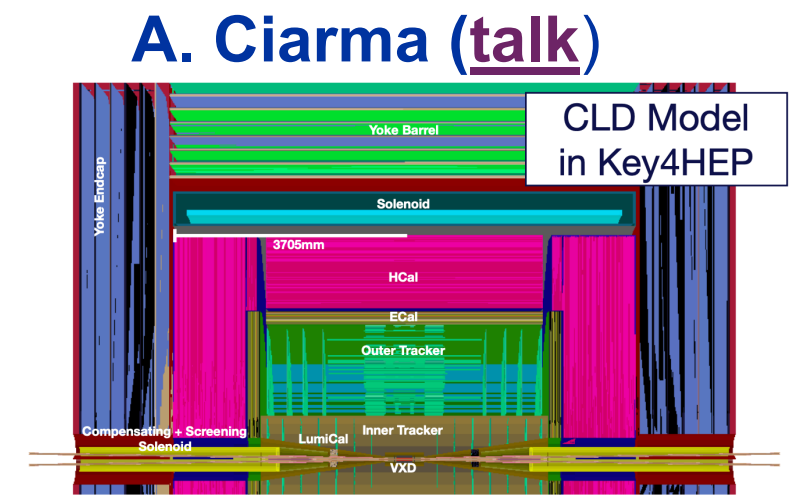 A. Ciarma (talk)
CLD Model
in Key4HEP
Yoke Barrel
Yoke Endcap
Solenoid
3705mm
HCal
ECal
Outer Tracker
Inner Tracker
Compensating + Screening
Solenoid
LumiCal
VXD